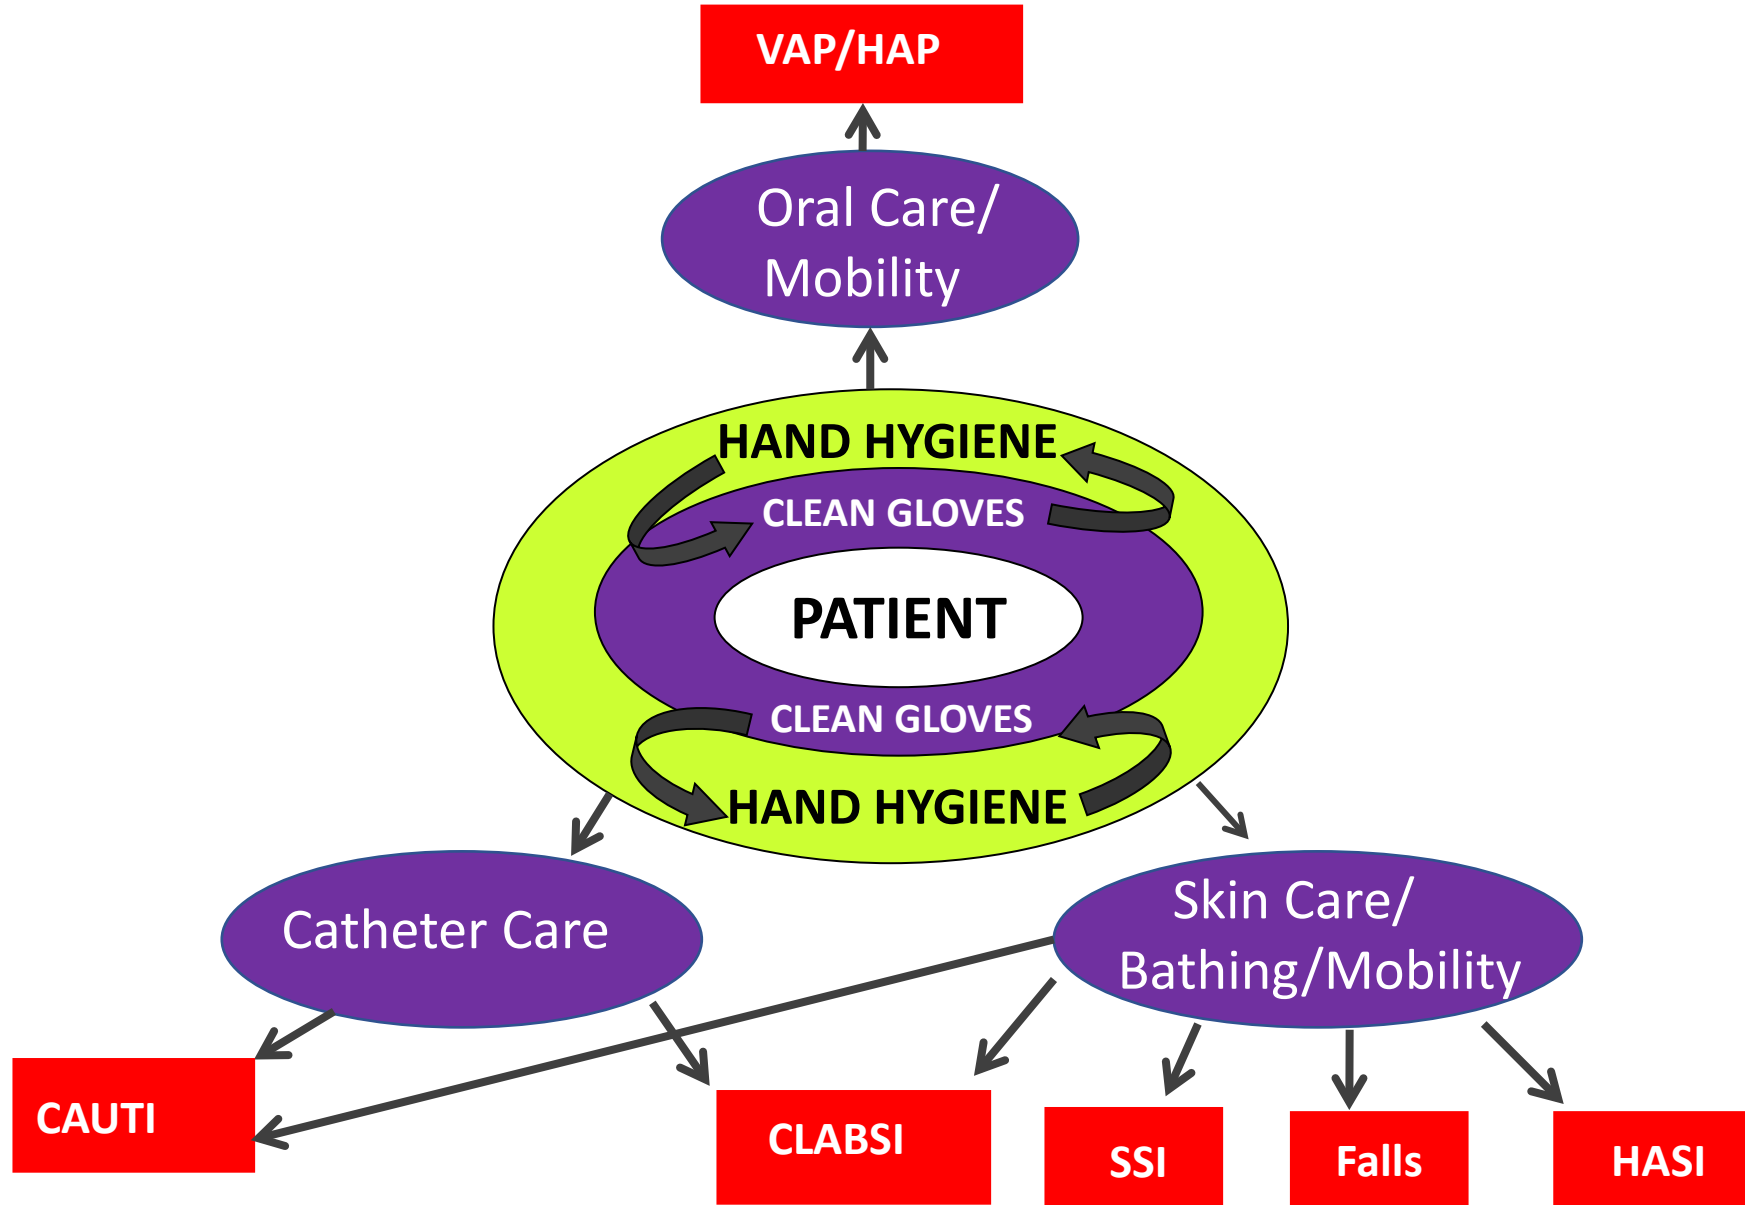 VAP/HAP
Oral Care/
Mobility
HAND HYGIENE
CLEAN GLOVES
PATIENT
CLEAN GLOVES
HAND HYGIENE
Catheter Care
Skin Care/
Bathing/Mobility
CAUTI
CLABSI
SSI
Falls
HASI